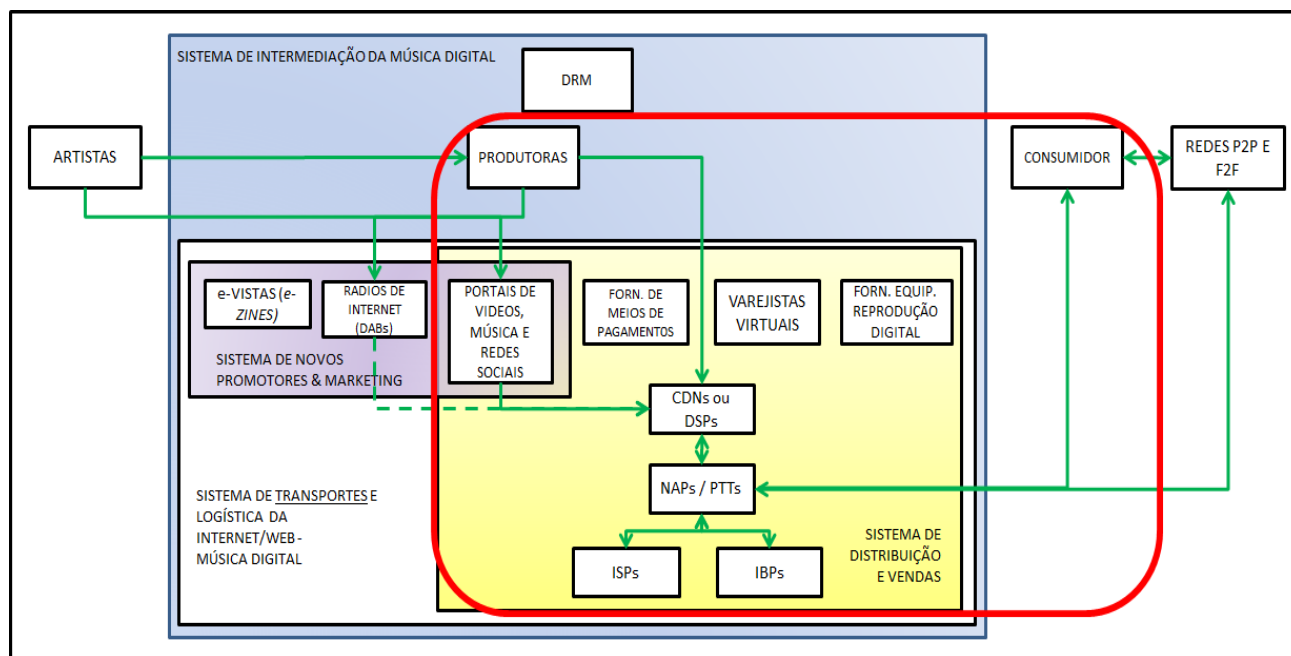 SISTEMA DE INTERMEDIAÇÃO DA MÚSICA DIGITAL
DRM
ARTISTAS
PRODUTORAS
CONSUMIDOR
REDES P2P E
F2F
e-VISTAS (e-
ZINES)
RADIOS DE
INTERNET
(DABs)
PORTAIS DE
VIDEOS,
MÚSICA E
REDES
SOCIAIS
FORN. DE
MEIOS DE
PAGAMENTOS
VAREJISTAS
VIRTUAIS
FORN. EQUIP.
REPRODUÇÃO
DIGITAL
SISTEMA DE NOVOS
PROMOTORES & MARKETING
CDNs ou
DSPs
NAPs / PTTs
SISTEMA DE TRANSPORTES E
LOGÍSTICA DA
INTERNET/WEB -
MÚSICA DIGITAL
ISPs
IBPs
SISTEMA DE
DISTRIBUIÇÃO
E VENDAS